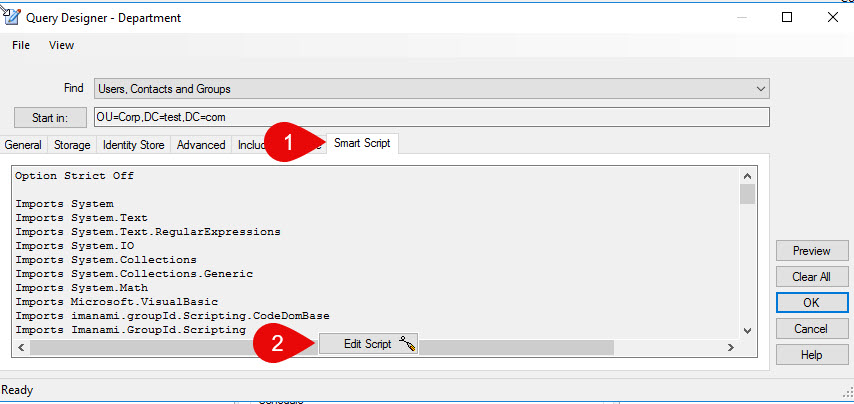 Query Designer - Department
File View
Find Users, Contacts and Groups
Start in: OU=Corp,DC=test,DC=com
General Storage Identity Store Advanced 1 Smart Script
Option Strict Off
Imports System
Imports System.Text
Imports System.Text.RegularExpressions
Imports System.IO
Imports System.Collections
Imports System.Collections.Generic
Imports System.Math
Imports Microsoft.VisualBasic
Imports imanami.groupId.Scripting.CodeDomBase
Imports Imanami.GroupId.Scripting
2 Edit Script
Preview
Clear All
OK
Cancel
Help
Ready